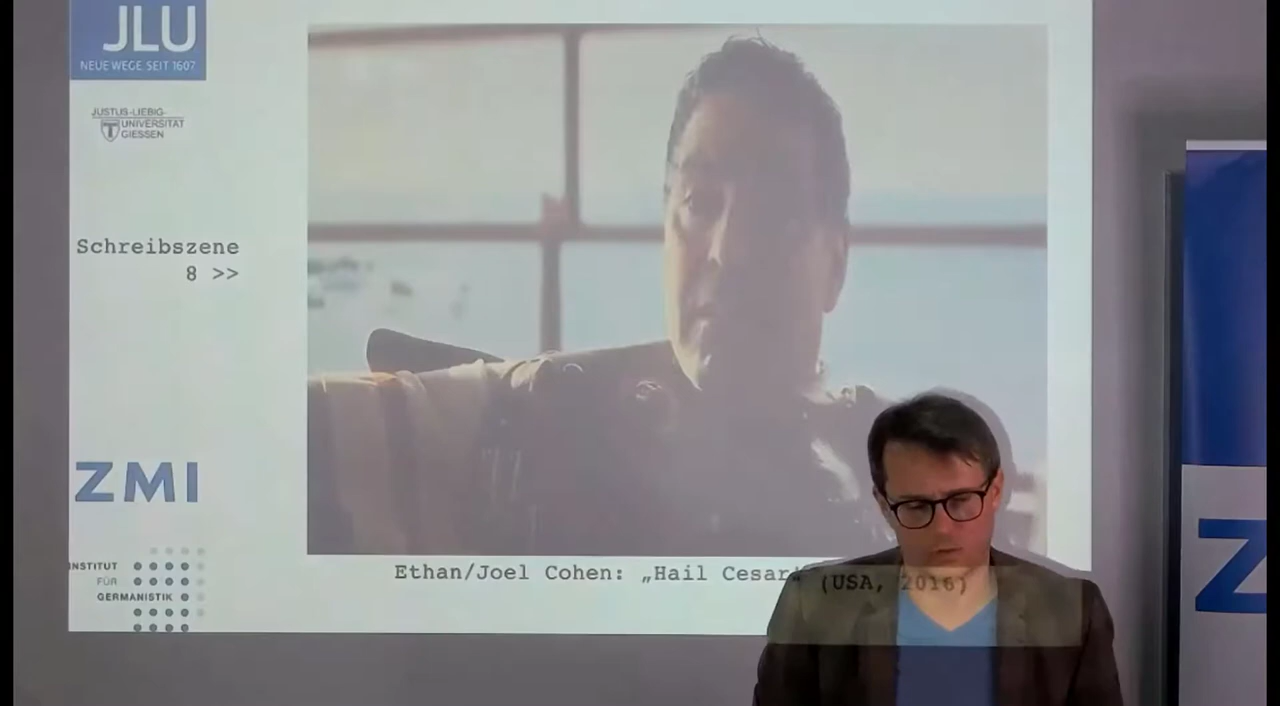 JLU
NEUE WEGE. SEIT 1607
JUSTUS-LIEBIG-
UNIVERSITÄT
GIESSEN
Schreibszene
8 >>
ZMI
INSTITUT
FÜR
GERMANISTIK
Ethan/Joel Cohen: „Hail Cesar“ (USA, 2016)
Z